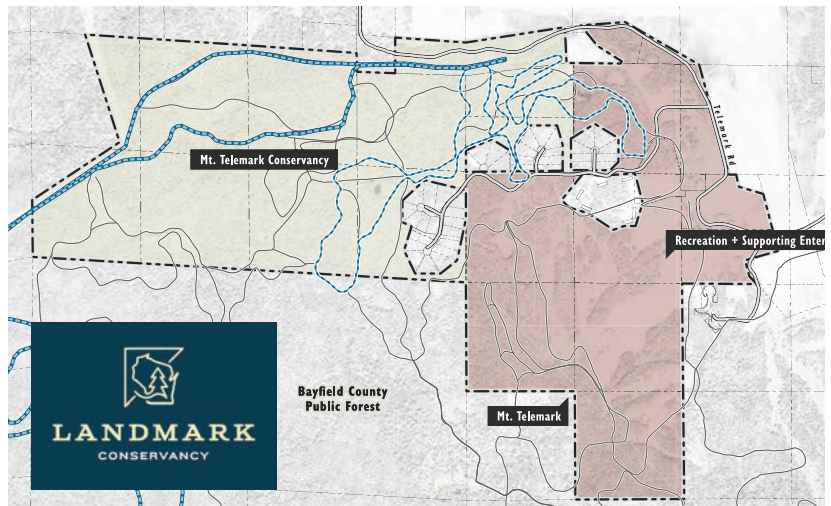 Telemark Rd
Mt. Telemark Conservancy
Recreation + Supporting Enter
Bayfield County
Public Forest
Mt. Telemark
LANDMARK
CONSERVANCY